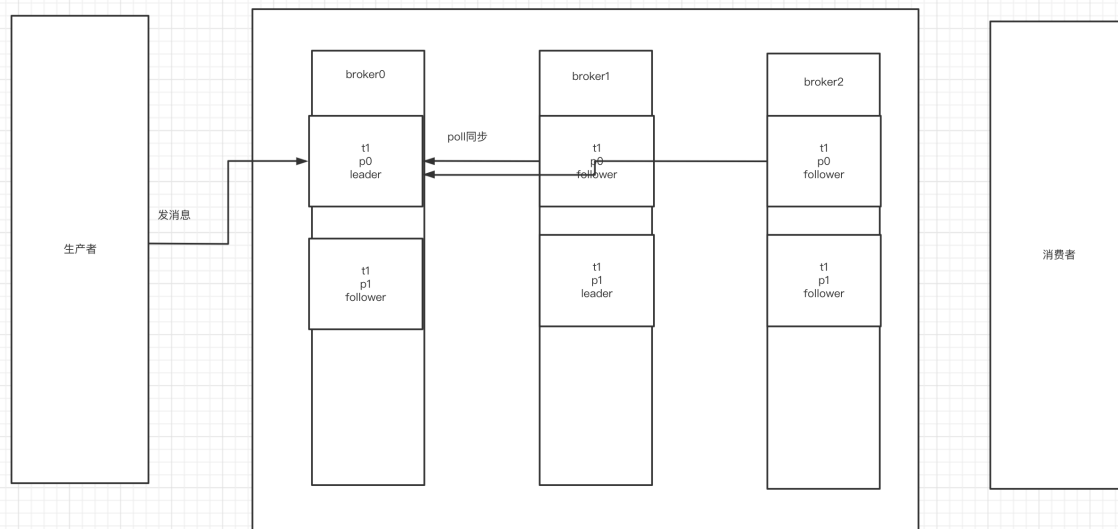 broker0
broker1
broker2
poll同步
t1
p0
leader
t1
p0
follower
t1
p0
follower
发消息
生产者
消费者
t1
p1
follower
t1
p1
leader
t1
p1
follower